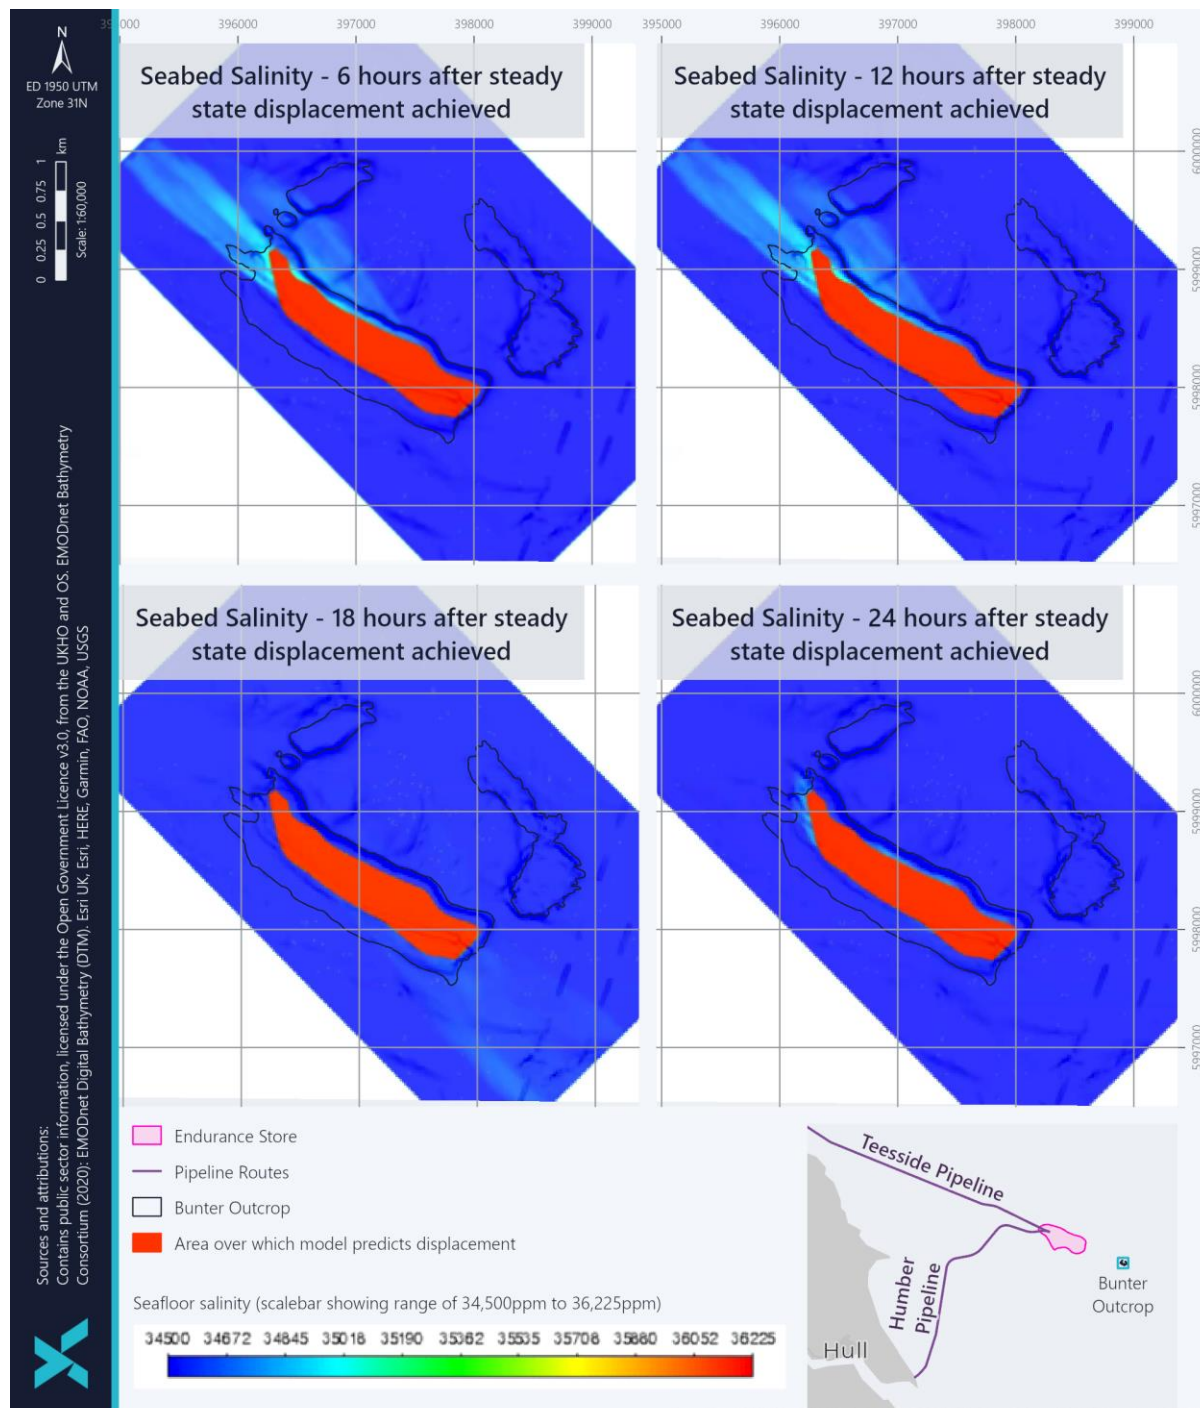 N
ED 1950 UTM
Zone 31N
0 0.25 0.5 0.75 1
km
Scale: 1:60,000
Sources and attributions:
Contains public sector information, licensed under the Open Government Licence v3.0, from the UKHO and OS. EMODnet Bathymetry
Consortium (2020): EMODnet Digital Bathymetry (DTM). Esri UK, Esri, HERE, Garmin, FAO, NOAA, USGS
396000 397000 398000 399000
395000 396000 397000 398000 399000
Seabed Salinity - 6 hours after steady
state displacement achieved
Seabed Salinity - 12 hours after steady
state displacement achieved
6000000
5999000
5998000
5997000
Seabed Salinity - 18 hours after steady
state displacement achieved
Seabed Salinity - 24 hours after steady
state displacement achieved
6000000
5999000
5998000
5997000
Endurance Store
Pipeline Routes
Bunter Outcrop
Area over which model predicts displacement
Seafloor salinity (scalebar showing range of 34,500ppm to 36,225ppm)
34500 34672 34845 35018 35190 35362 35535 35708 35880 36052 36225
Teesside Pipeline
Humber
Pipeline
Bunter
Outcrop
Hull